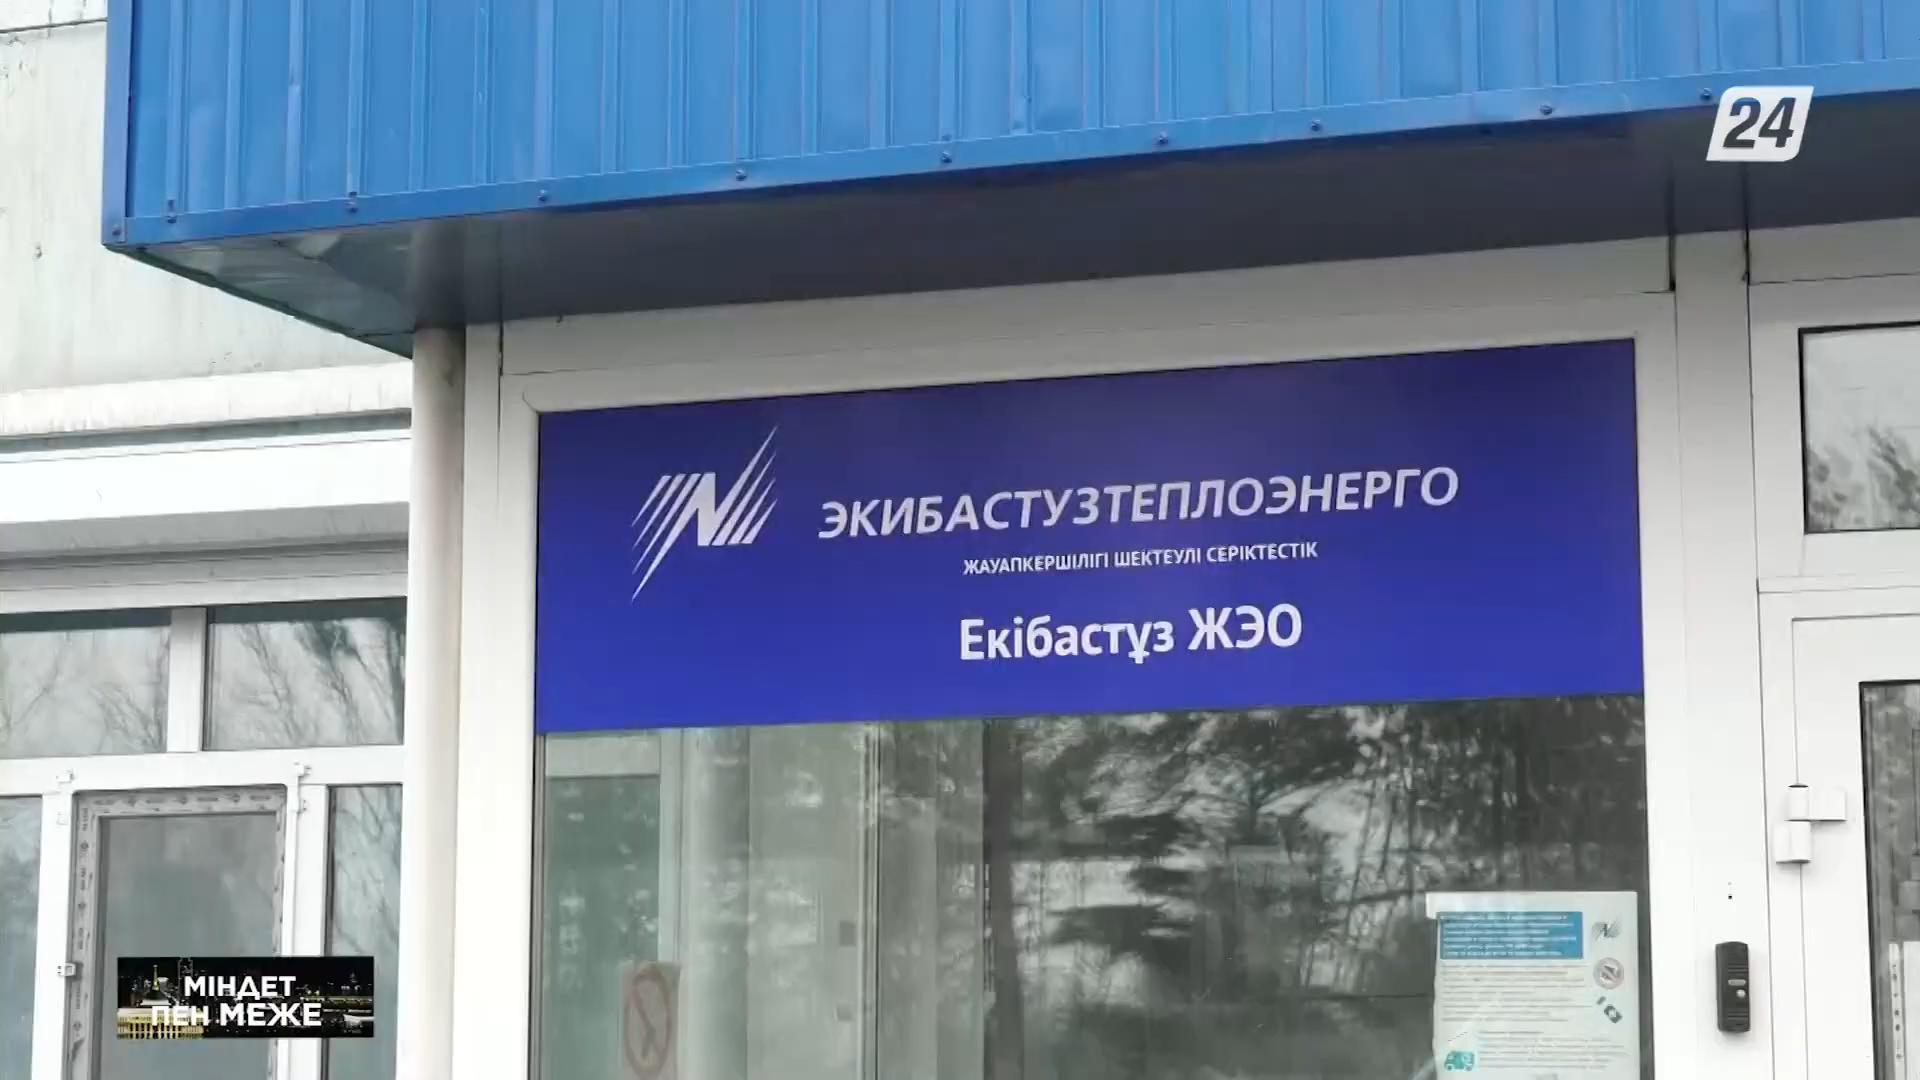 24
ЭКИБАСТУЗТЕПЛОЭНЕРГО
ЖАУАПКЕРШІЛІГІ ШЕКТЕУЛІ СЕРІКТЕСТІК
Екібастұз ЖЭО
МІНДЕТ
ПЕН МЕЖЕ